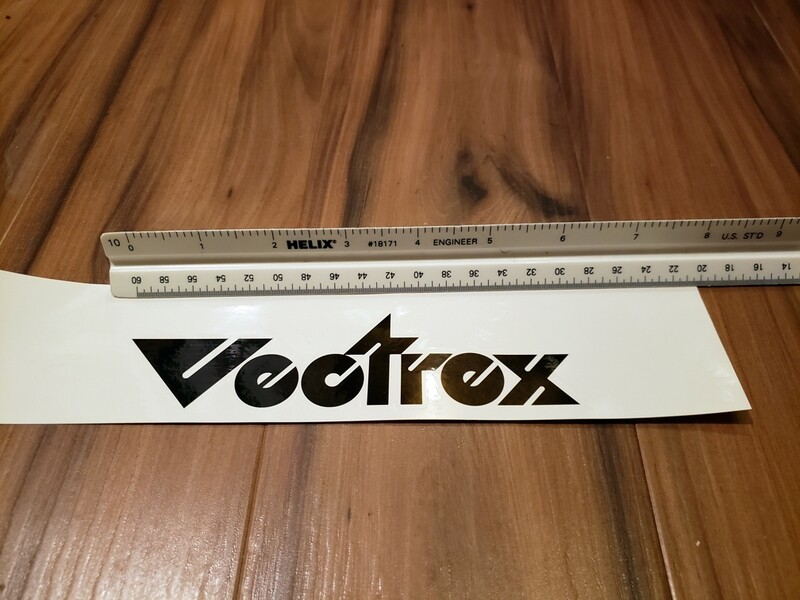 10 0 1 2 HELIX® 3 #18171 4 ENGINEER 5 6 7 8 U.S. ST'D 9
60 58 56 54 52 50 48 46 44 42 40 38 36 34 32 30 28 26 24 22 20 18 16 14
Vectrex